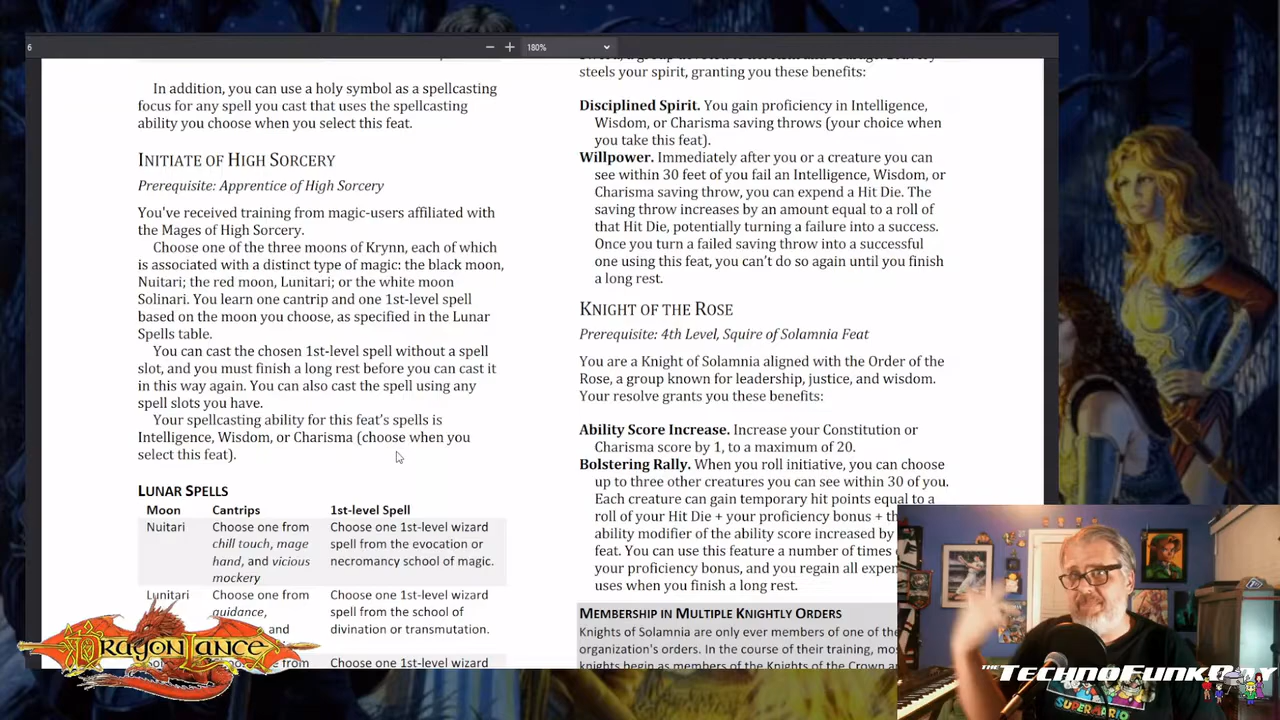 6
180%
In addition, you can use a holy symbol as a spellcasting
focus for any spell you cast that uses the spellcasting
ability you choose when you select this feat.
INITIATE OF HIGH SORCERY
Prerequisite: Apprentice of High Sorcery
You've received training from magic-users affiliated with
the Mages of High Sorcery.
Choose one of the three moons of Krynn, each of which
is associated with a distinct type of magic: the black moon,
Nuitari; the red moon, Lunitari; or the white moon
Solinari. You learn one cantrip and one 1st-level spell
based on the moon you choose, as specified in the Lunar
Spells table.
You can cast the chosen 1st-level spell without a spell
slot, and you must finish a long rest before you can cast it
in this way again. You can also cast the spell using any
spell slots you have.
Your spellcasting ability for this feat's spells is
Intelligence, Wisdom, or Charisma (choose when you
select this feat).
LUNAR SPELLS
Moon Cantrips 1st-level Spell
Nuitari Choose one from Choose one 1st-level wizard
chill touch, mage spell from the evocation or
hand, and vicious necromancy school of magic.
mockery
Lunitari Choose one from Choose one 1st-level wizard
guidance, spell from the school of
and divination or transmutation.
from Choose one 1st-level wizard
steels your spirit, granting you these benefits:
Disciplined Spirit. You gain proficiency in Intelligence,
Wisdom, or Charisma saving throws (your choice when
you take this feat).
Willpower. Immediately after you or a creature you can
see within 30 feet of you fail an Intelligence, Wisdom, or
Charisma saving throw, you can expend a Hit Die. The
saving throw increases by an amount equal to a roll of
that Hit Die, potentially turning a failure into a success.
Once you turn a failed saving throw into a successful
one using this feat, you can't do so again until you finish
a long rest.
KNIGHT OF THE ROSE
Prerequisite: 4th Level, Squire of Solamnia Feat
You are a Knight of Solamnia aligned with the Order of the
Rose, a group known for leadership, justice, and wisdom.
Your resolve grants you these benefits:
Ability Score Increase. Increase your Constitution or
Charisma score by 1, to a maximum of 20.
Bolstering Rally. When you roll initiative, you can choose
up to three other creatures you can see within 30 of you.
Each creature can gain temporary hit points equal to a
roll of your Hit Die + your proficiency bonus + th
ability modifier of the ability score increased by
feat. You can use this feature a number of times
your proficiency bonus, and you regain all expen
uses when you finish a long rest.
MEMBERSHIP IN MULTIPLE KNIGHTLY ORDERS
Knights of Solamnia are only ever members of one of the
organization's orders. In the course of their training, mos
knights begin as members of the Knights of the Crown an
DRAGONLANCE
THE TECHNOFUNKBOY
SUPER MARIO